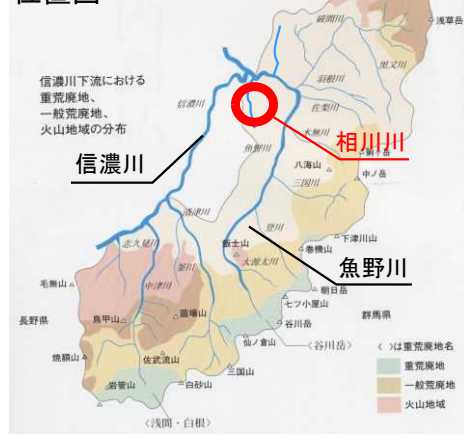 位置図
浅草岳
破間川
黒又川
羽根川
佐梨川
水無川
信濃川下流における
重荒廃地、
一般荒廃地、
火山地域の分布
信濃川
相川川
信濃川
魚野川
駒ヶ岳
八海山
中ノ岳
三国川
清津川
登川
志久見川
飯士山
下津川山
巻機山
魚野川
釜川
大源太川
毛無山
中津川
朝日岳
七ツ小屋山
長野県
鳥甲山
苗場山
谷川岳
群馬県
仙ノ倉山
〈谷川岳〉
〈 〉は重荒廃地名
焼額山
佐武流山
三国山
重荒廃地
岩菅山
白砂山
一般荒廃地
火山地域
〈浅間・白根〉